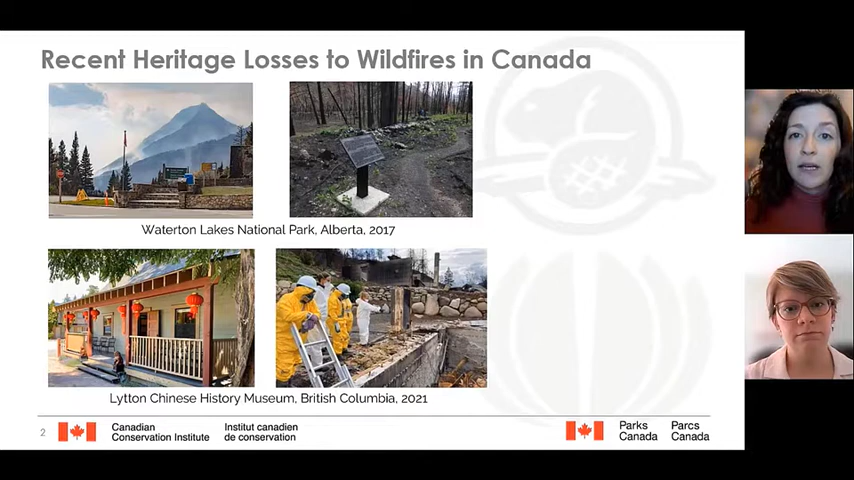 Recent Heritage Losses to Wildfires in Canada
Waterton Lakes National Park, Alberta, 2017
Lytton Chinese History Museum, British Columbia, 2021
2
Canadian
Conservation Institute
Institut canadien
de conservation
Parks
Canada
Parcs
Canada